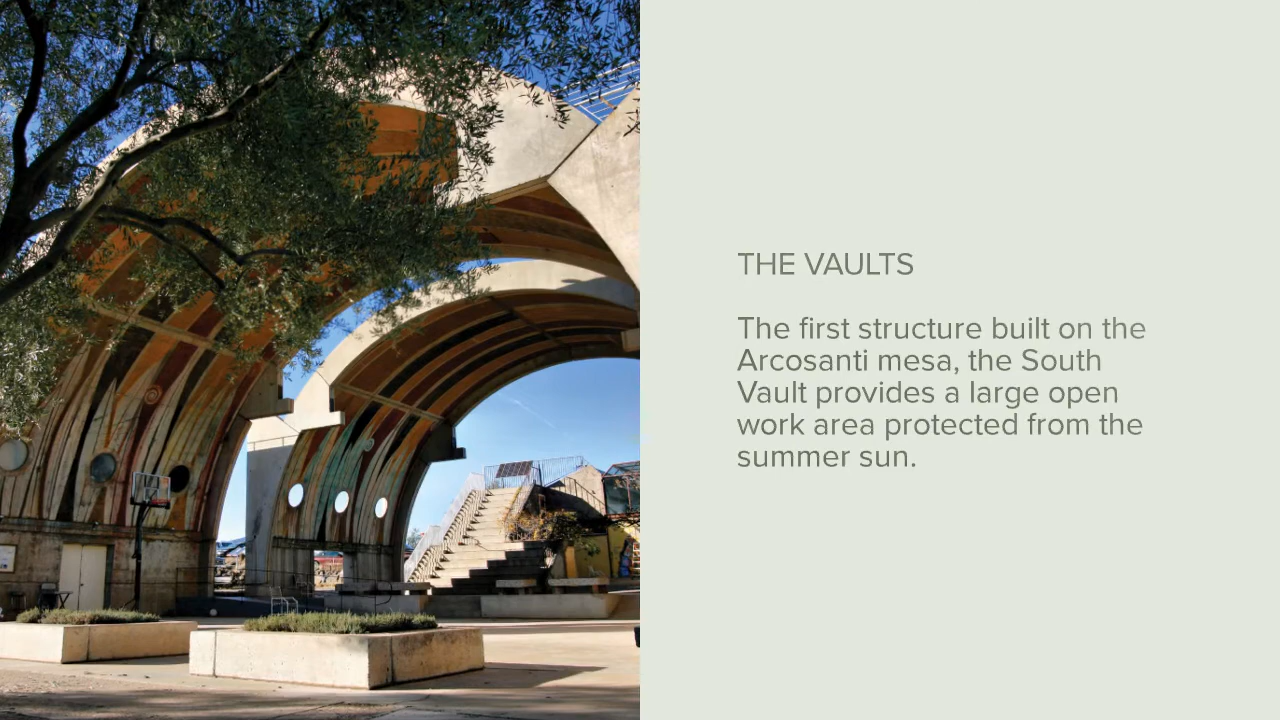 THE VAULTS
The first structure built on the
Arcosanti mesa, the South
Vault provides a large open
work area protected from the
summer sun.